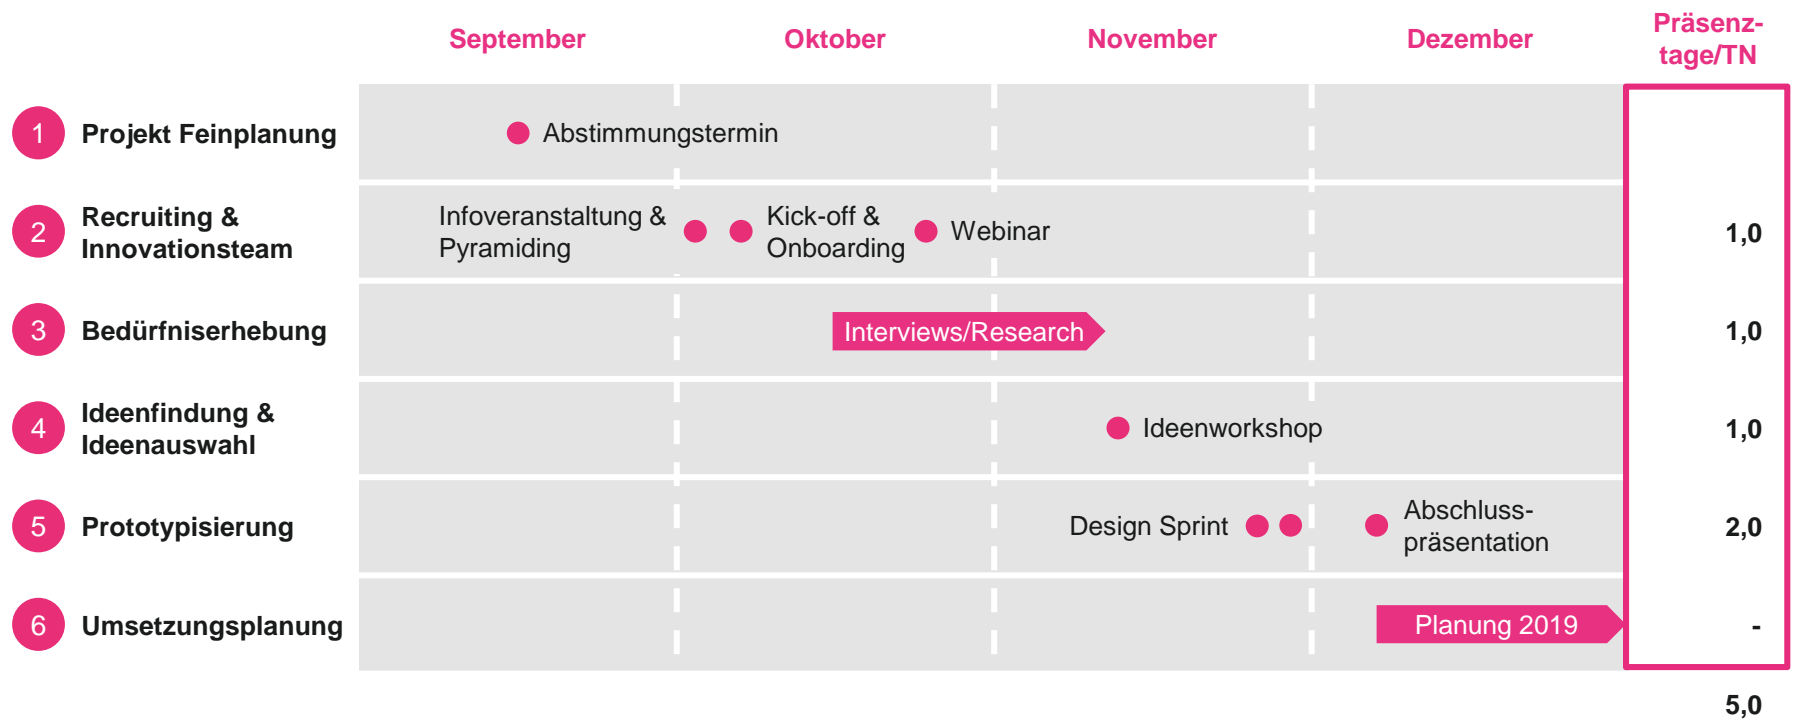 September Oktober November Dezember Präsenz-
tage/TN
1 Projekt Feinplanung Abstimmungstermin
2 Recruiting &
Innovationsteam
Infoveranstaltung &
Pyramiding
Kick-off &
Onboarding
Webinar
1,0
3 Bedürfniserhebung Interviews/Research 1,0
4 Ideenfindung &
Ideenauswahl
Ideenworkshop
1,0
5 Prototypisierung Design Sprint
Abschluss-
präsentation
2,0
6 Umsetzungsplanung Planung 2019 -
5,0